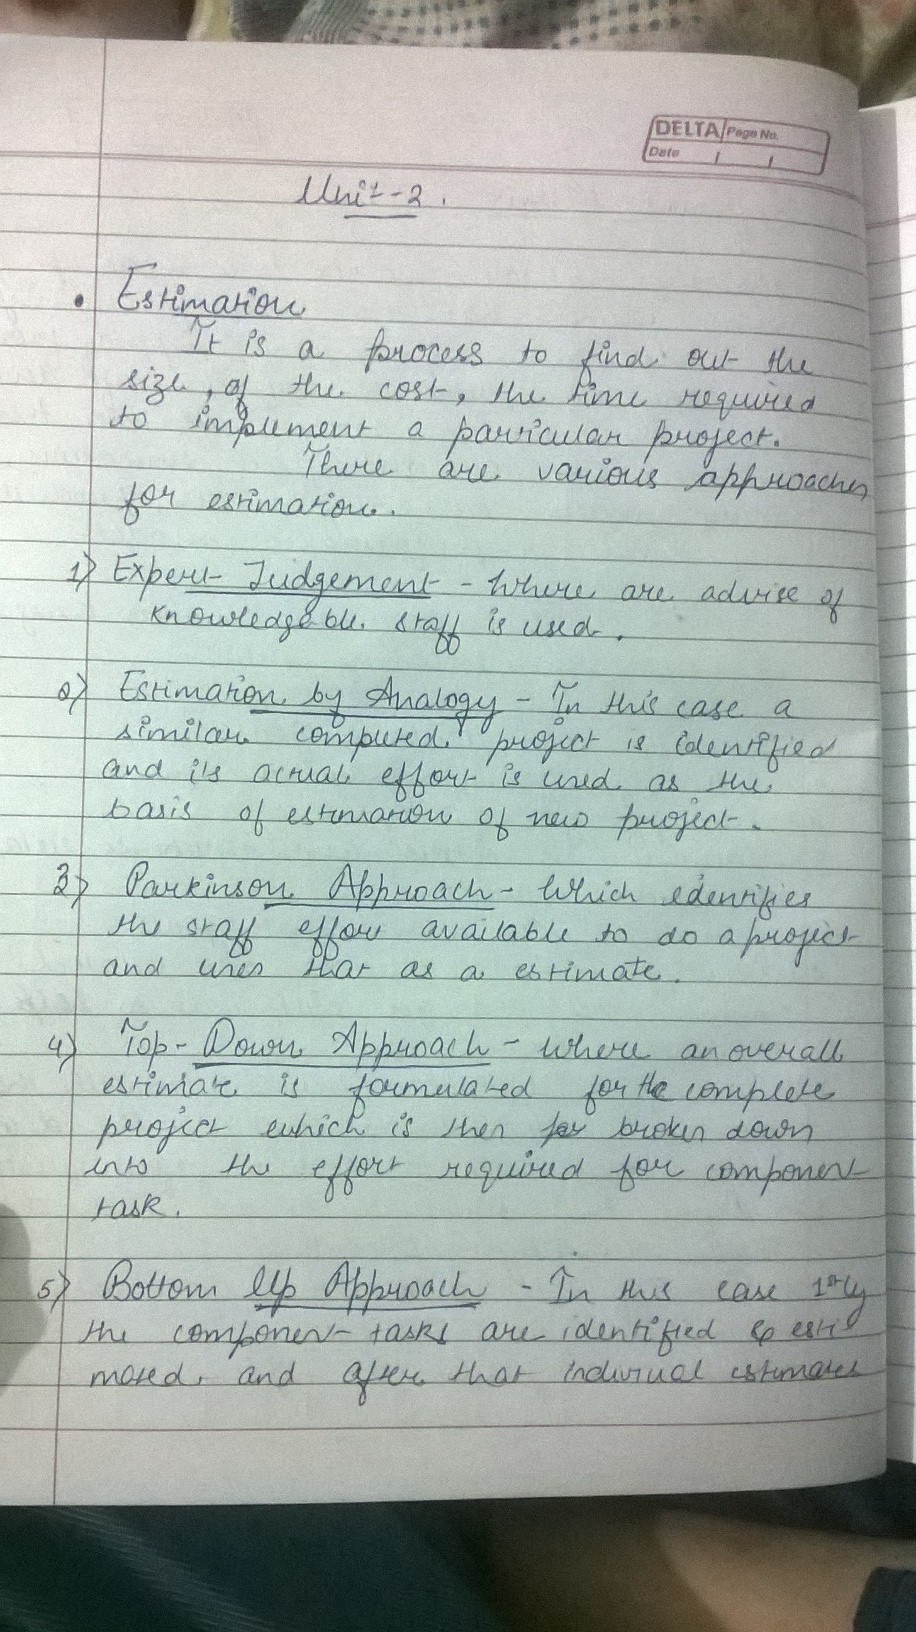 DELTA Page No.
Date / /
Unit-2.
• Estimation
It is a process to find out the
size, of the cost, the time required
to implement a particular project.
There are various approaches
for estimation.
1) Expert Judgement - Where are advise of
knowledgeable staff is used.
2) Estimation by Analogy - In this case a
similar computed project is identified
and its actual effort is used as the
basis of estimation of new project.
3) Parkinson Approach - Which identifies
the staff effort available to do a project
and uses that as a estimate.
4) Top-Down Approach - where an overall
estimate is formulated for the complete
project which is then broken down
into the effort required for component
task.
5) Bottom Up Approach - In this case 1stly
the component tasks are identified & esti
mated, and after that indiviual estimates